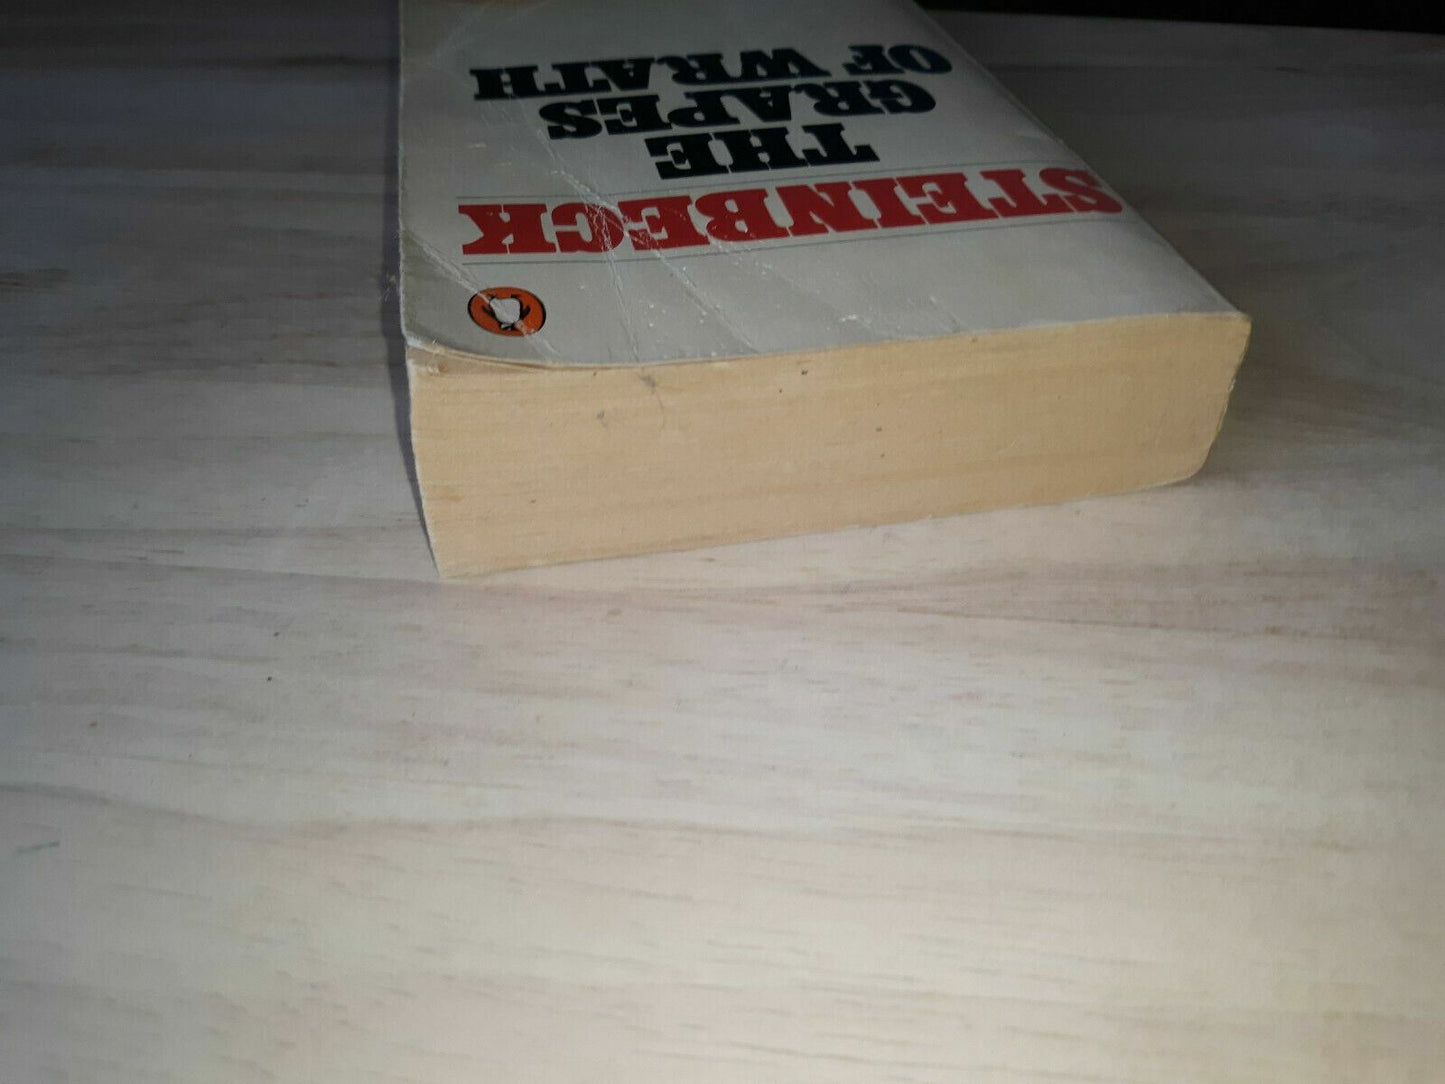 STEINBECK
THE
GRAPES
OF WRATH